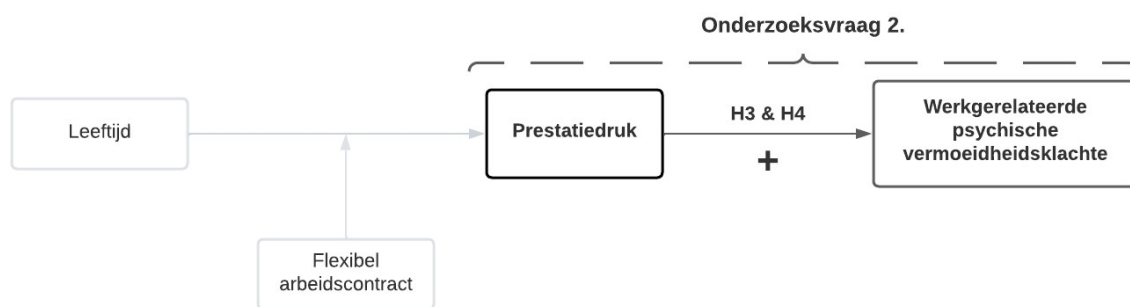 Onderzoeksvraag 2.
Leeftijd
Prestatiedruk
H3 & H4
+
Werkgerelateerde
psychische
vermoeidheidsklachte
Flexibel
arbeidscontract